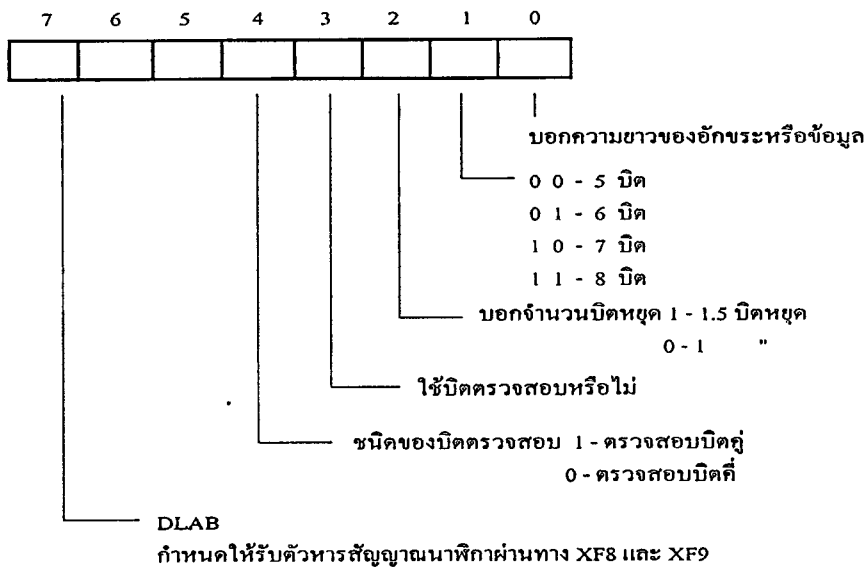 7 6 5 4 3 2 1 0
บอกความยาวของอักขระหรือข้อมูล
0 0 - 5 บิต
0 1 - 6 บิต
1 0 - 7 บิต
1 1 - 8 บิต
บอกจำนวนบิตหยุด 1 - 1.5 บิตหยุด
0 - 1 "
ใช้บิตตรวจสอบหรือไม่
ชนิดของบิตตรวจสอบ 1 - ตรวจสอบบิตคู่
0 - ตรวจสอบบิตคี่
DLAB
กำหนดให้รับตัวหารสัญญาณนาฬิกาผ่านทาง XF8 และ XF9